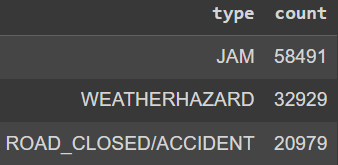 type count
JAM 58491
WEATHERHAZARD 32929
ROAD_CLOSED/ACCIDENT 20979